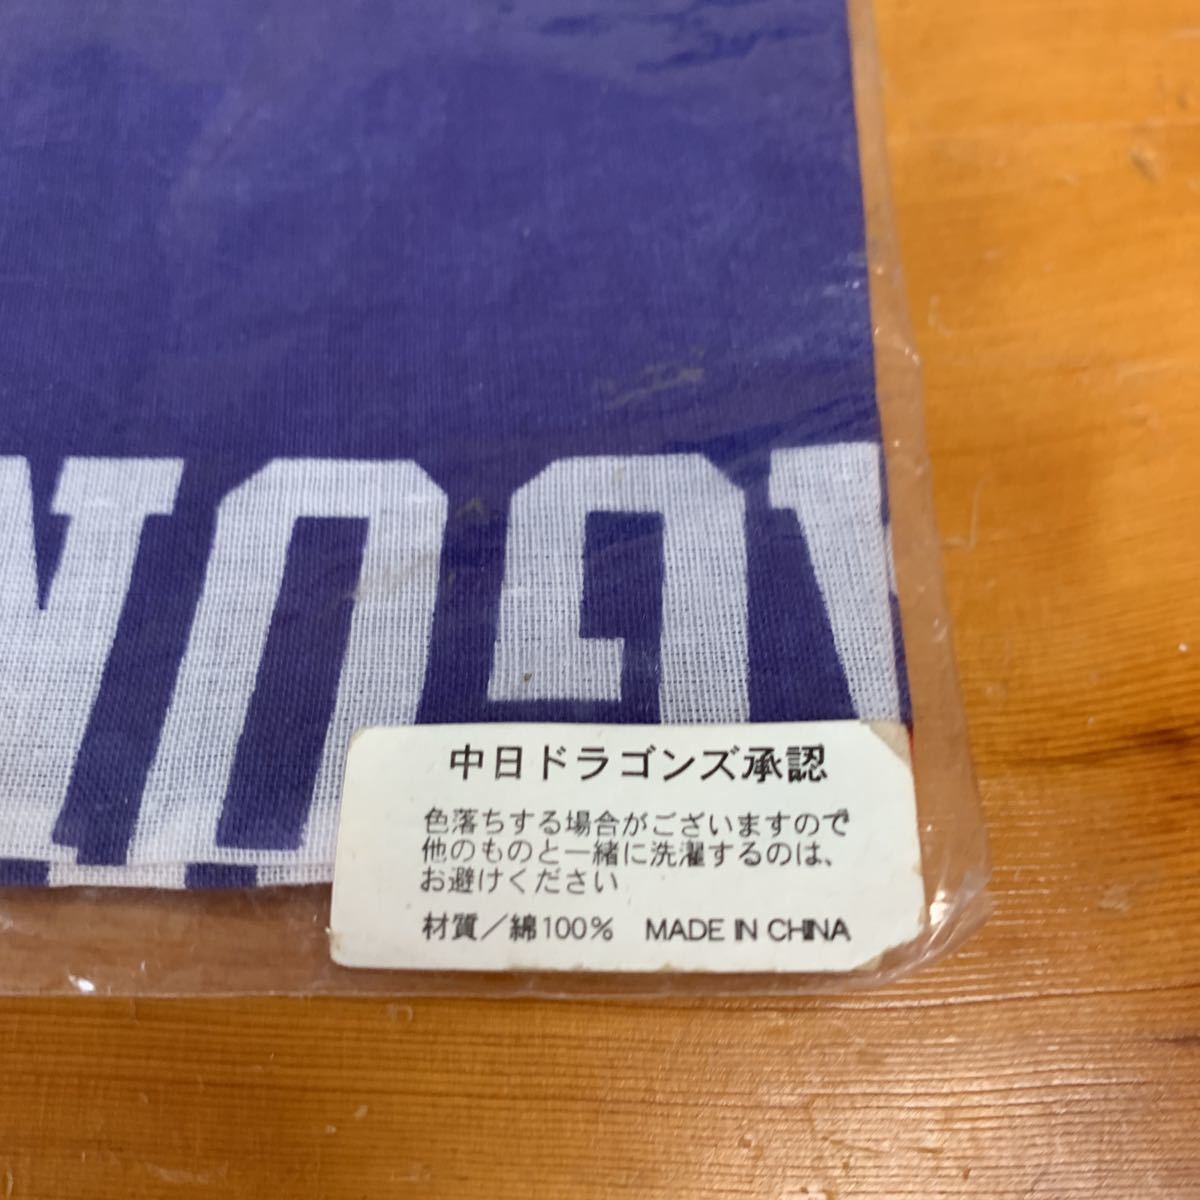 中日ドラゴンズ承認
色落ちする場合がございますので
他のものと一緒に洗濯するのは、
お避けください
材質／綿100% MADE IN CHINA